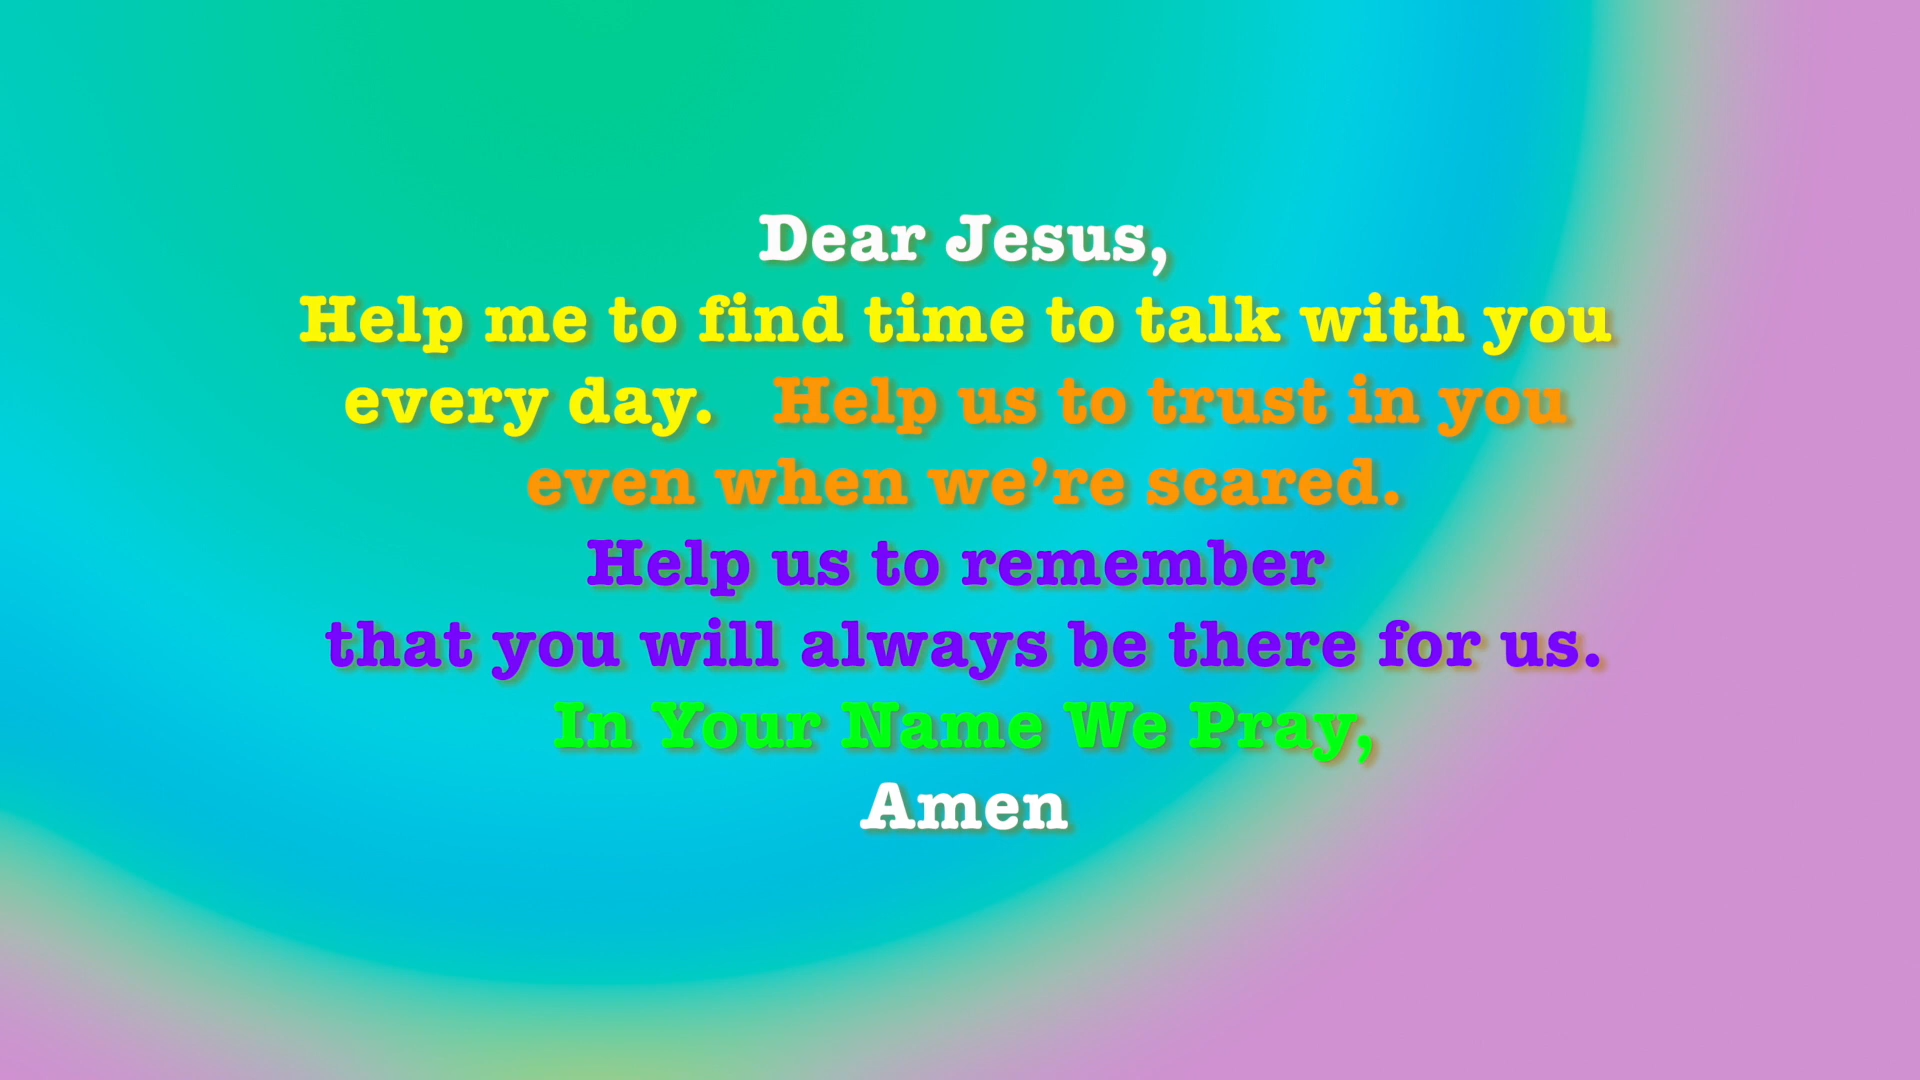 Dear Jesus,
Help me to find time to talk with you
every day. Help us to trust in you
even when we’re scared.
Help us to remember
that you will always be there for us.
In Your Name We Pray,
Amen